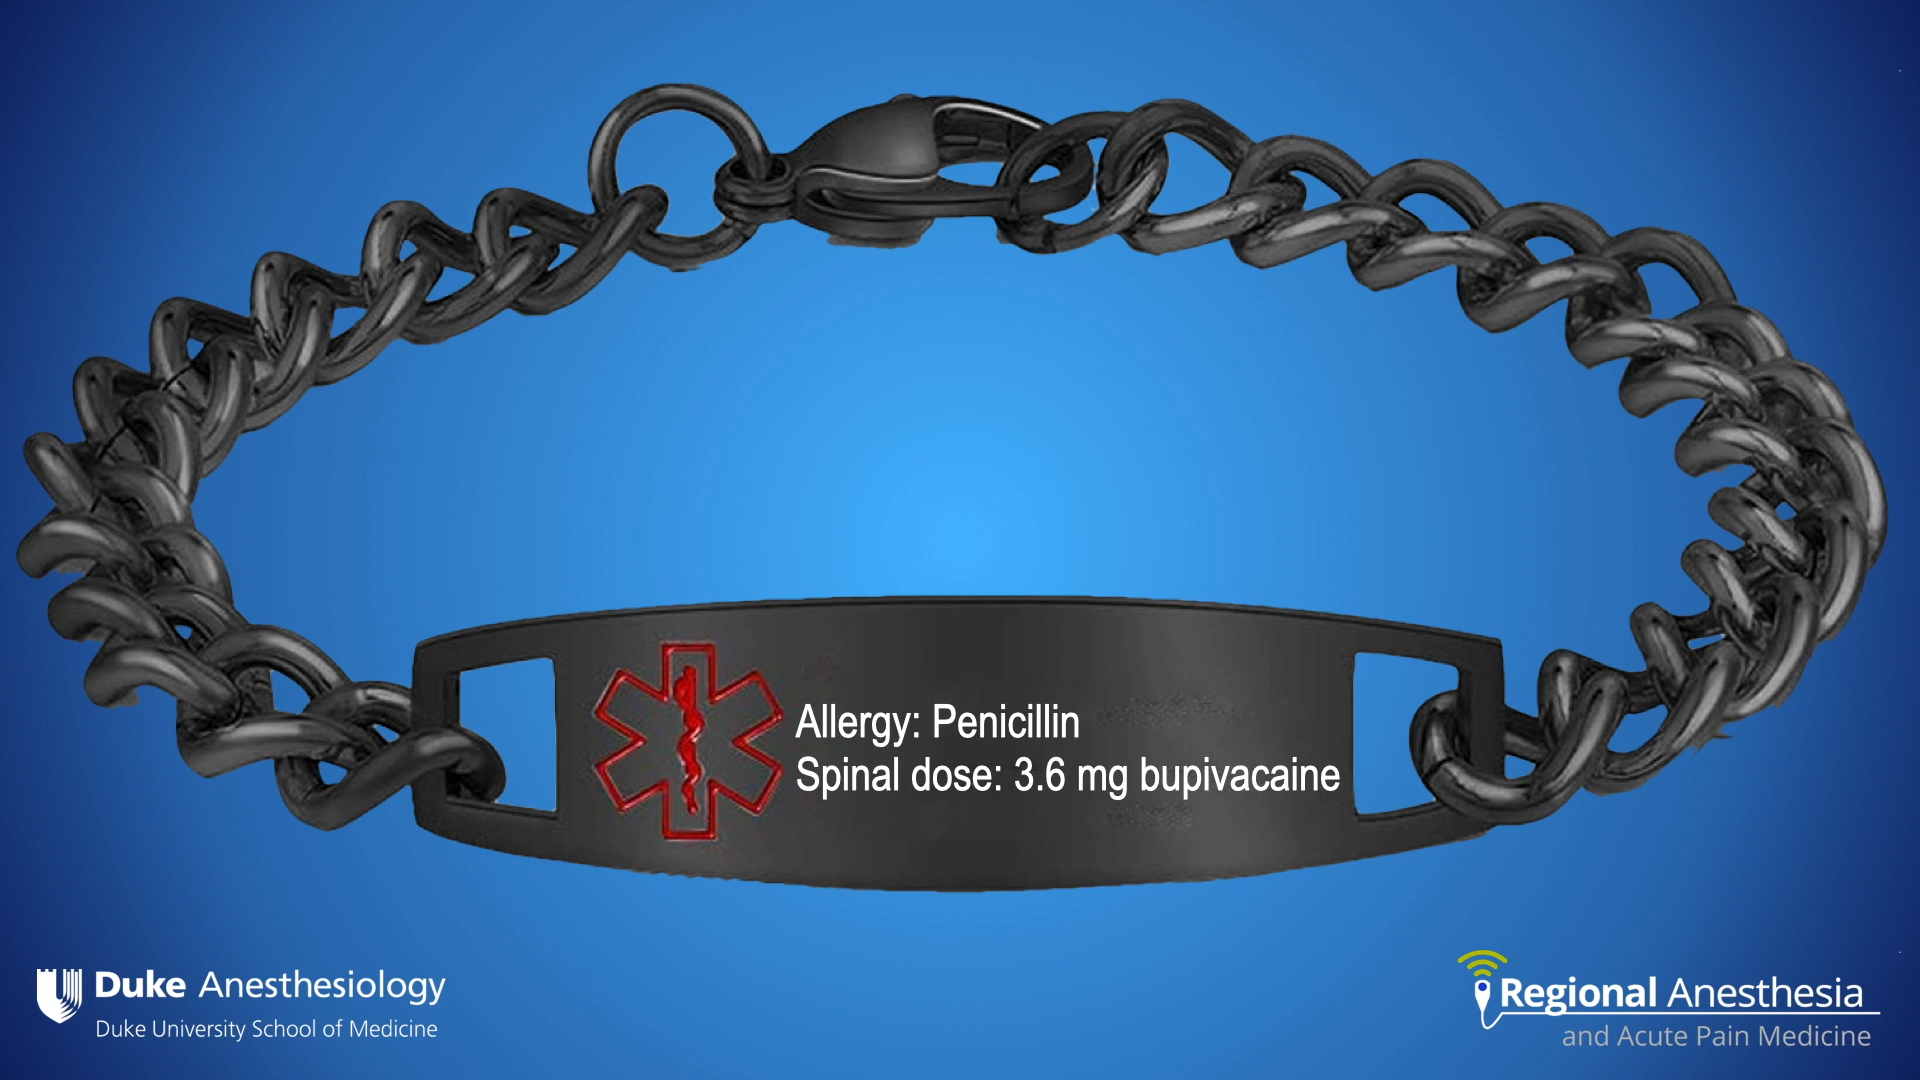 Allergy: Penicillin
Spinal dose: 3.6 mg bupivacaine
Duke Anesthesiology
Duke University School of Medicine
Regional Anesthesia
and Acute Pain Medicine